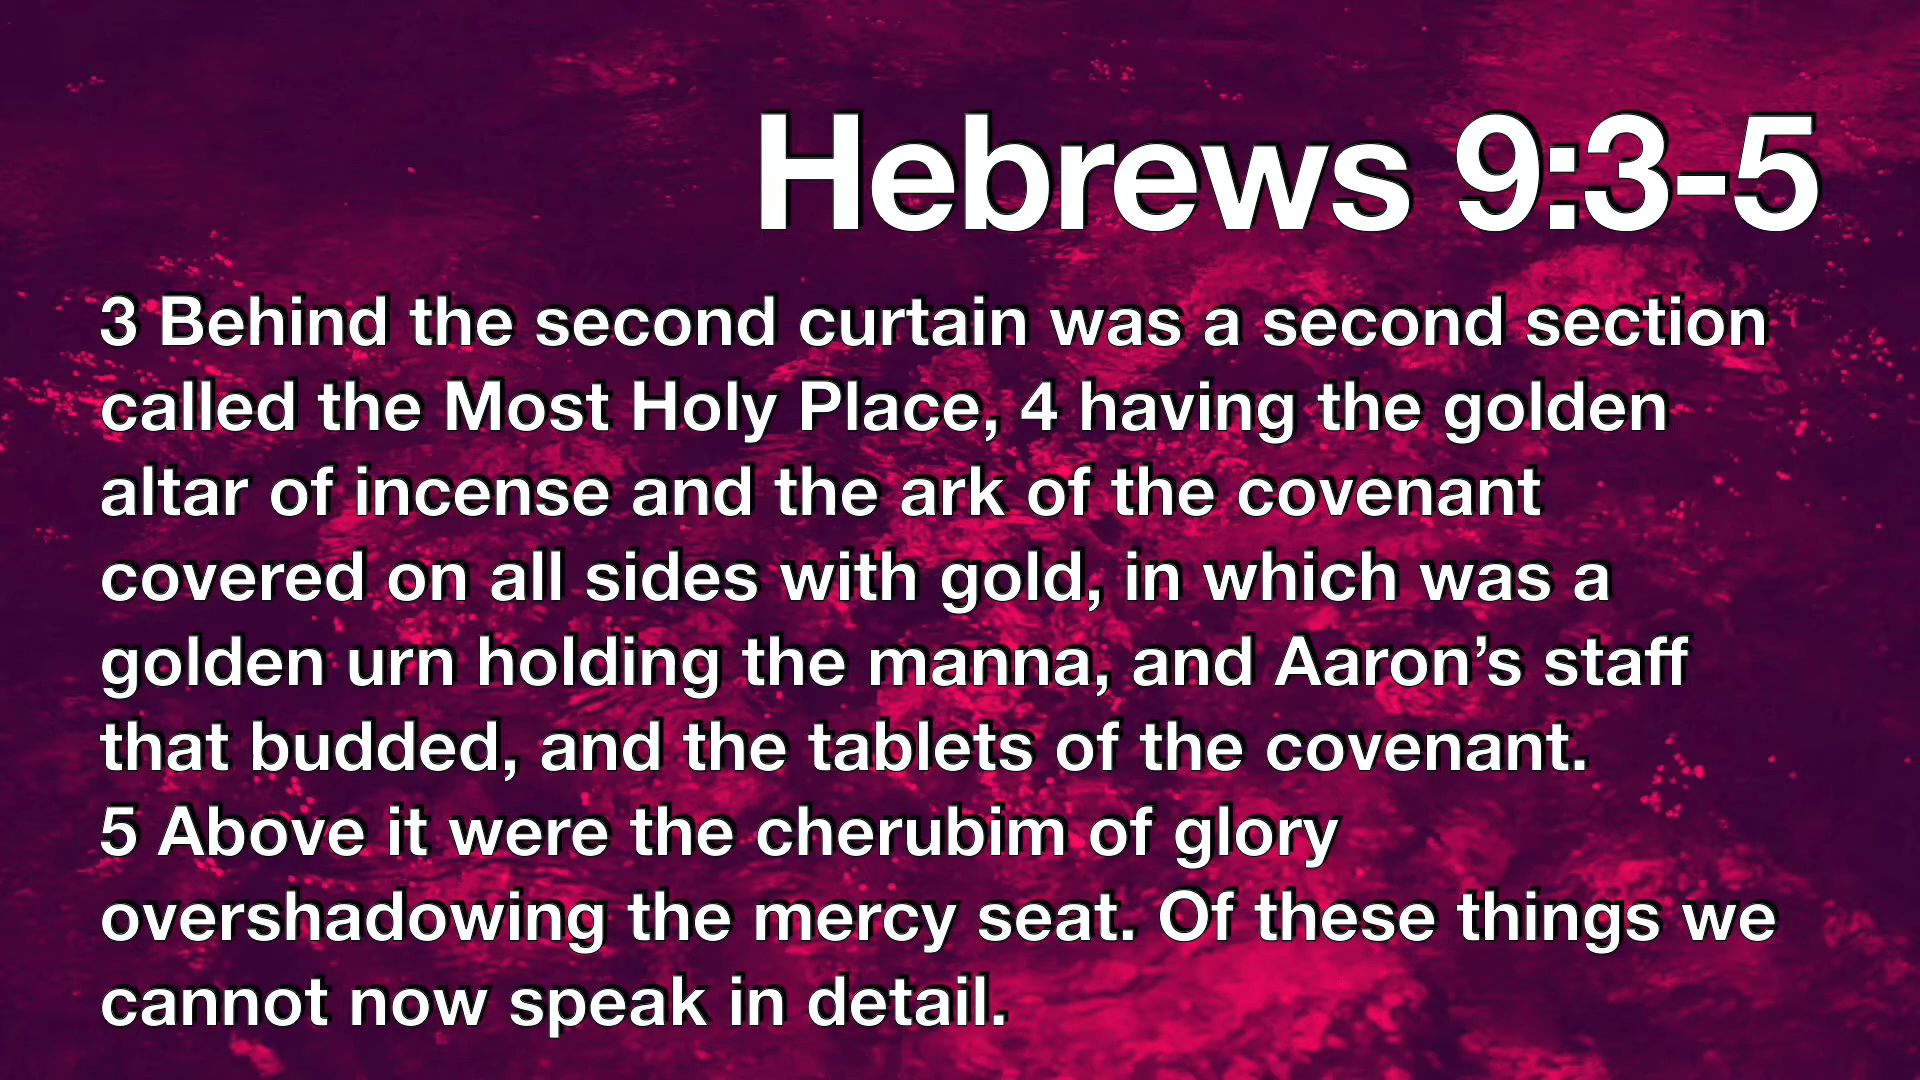 Hebrews 9:3-5
3 Behind the second curtain was a second section
called the Most Holy Place, 4 having the golden
altar of incense and the ark of the covenant
covered on all sides with gold, in which was a
golden urn holding the manna, and Aaron’s staff
that budded, and the tablets of the covenant.
5 Above it were the cherubim of glory
overshadowing the mercy seat. Of these things we
cannot now speak in detail.